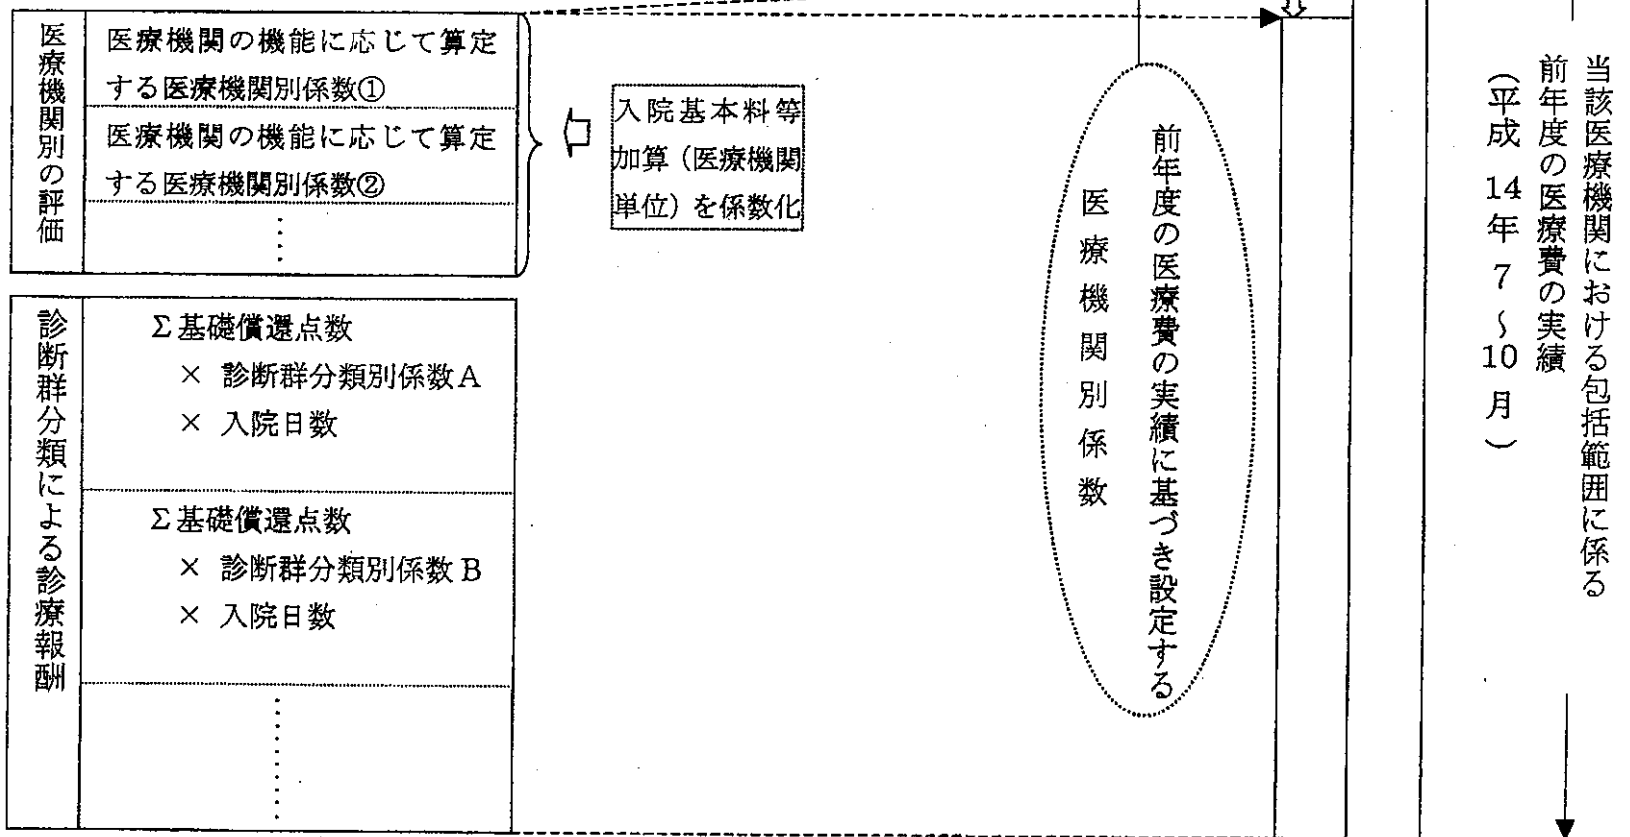 医療機関別の評価
医療機関の機能に応じて算定
する医療機関別係数①
医療機関の機能に応じて算定
する医療機関別係数②
入院基本料等
加算（医療機関
単位）を係数化
診断群分類による診療報酬
Σ基礎償還点数
× 診断群分類別係数A
× 入院日数
Σ基礎償還点数
× 診断群分類別係数B
× 入院日数
前年度の医療費の実績に基づき設定する
医療機関別係数
当該医療機関における包括範囲に係る
前年度の医療費の実績
（平成 14 年 7 ～ 10 月）